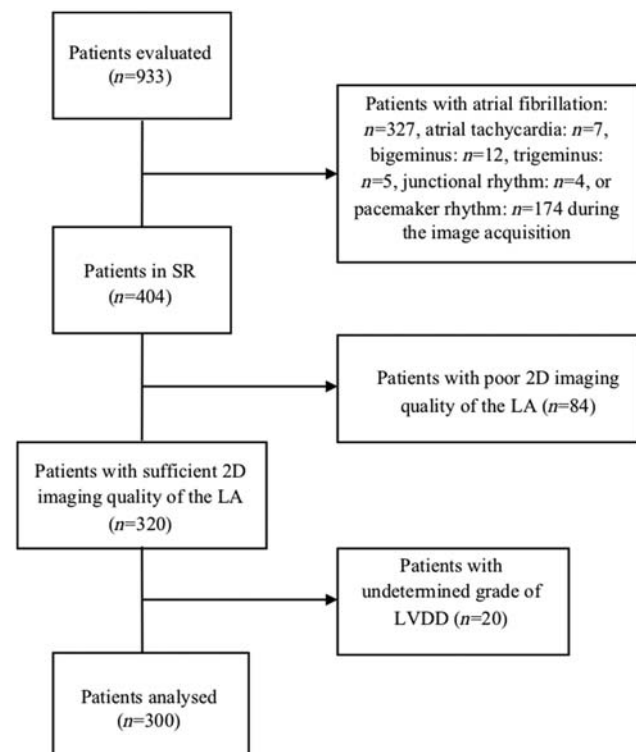 Patients evaluated
(n=933)
Patients with atrial fibrillation:
n=327, atrial tachycardia: n=7,
bigeminus: n=12, trigeminus:
n=5, junctional rhythm: n=4, or
pacemaker rhythm: n=174 during
the image acquisition
Patients in SR
(n=404)
Patients with poor 2D imaging
quality of the LA (n=84)
Patients with sufficient 2D
imaging quality of the LA
(n=320)
Patients with
undetermined grade of
LVDD (n=20)
Patients analysed
(n=300)